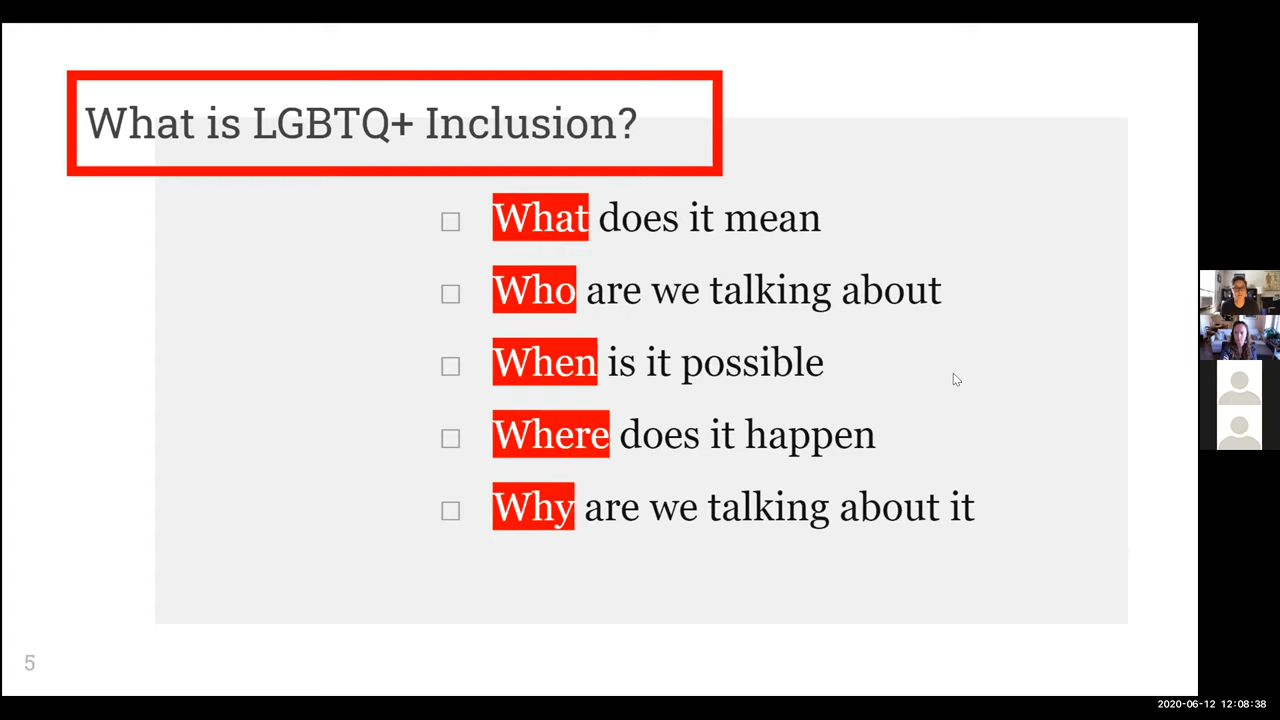 What is LGBTQ+ Inclusion?
What does it mean
Who are we talking about
When is it possible
Where does it happen
Why are we talking about it
5
2020-06-12 12:08:38